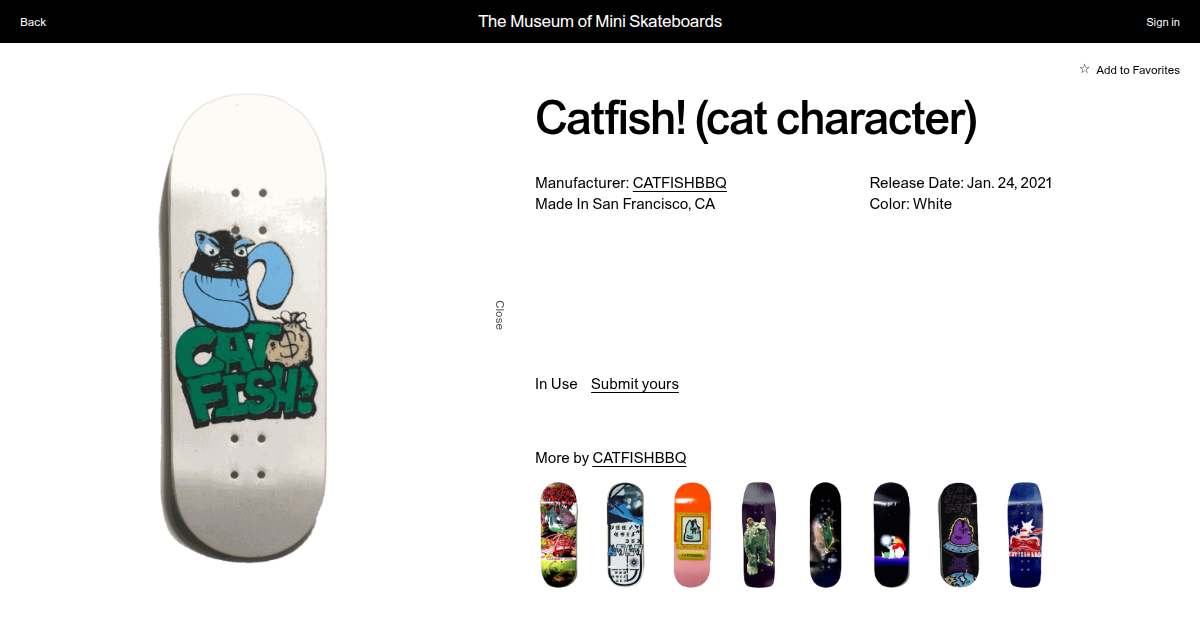 Back
The Museum of Mini Skateboards
Sign in
☆ Add to Favorites
Catfish! (cat character)
Manufacturer: CATFISHBBQ
Made In San Francisco, CA
Release Date: Jan. 24, 2021
Color: White
CAT $
FISH!
Close
In Use Submit yours
More by CATFISHBBQ